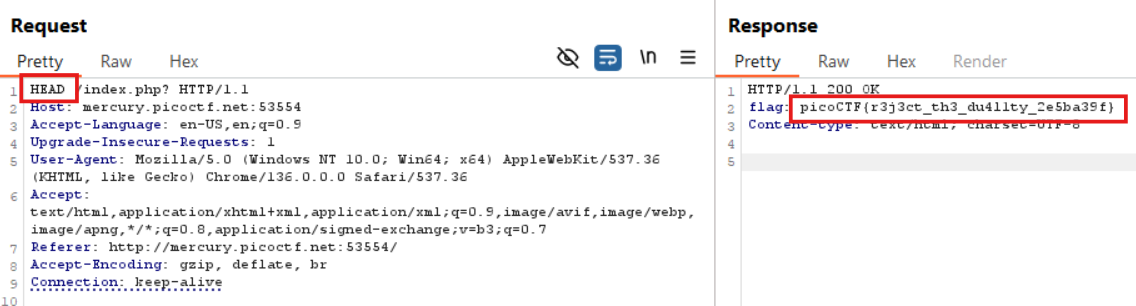 Request
Pretty Raw Hex
\n
1 HEAD /index.php? HTTP/1.1
2 Host: mercury.picoctf.net:53554
3 Accept-Language: en-US,en;q=0.9
4 Upgrade-Insecure-Requests: 1
5 User-Agent: Mozilla/5.0 (Windows NT 10.0; Win64; x64) AppleWebKit/537.36
(KHTML, like Gecko) Chrome/136.0.0.0 Safari/537.36
6 Accept:
text/html,application/xhtml+xml,application/xml;q=0.9,image/avif,image/webp,
image/apng,*/*;q=0.8,application/signed-exchange;v=b3;q=0.7
7 Referer: http://mercury.picoctf.net:53554/
8 Accept-Encoding: gzip, deflate, br
9 Connection: keep-alive
10
Response
Pretty Raw Hex Render
1 HTTP/1.1 200 OK
2 flag: picoCTF{r3j3ct_th3_du4l1ty_2e5ba39f}
3 Content-type: text/html; charset=UTF-8
4
5